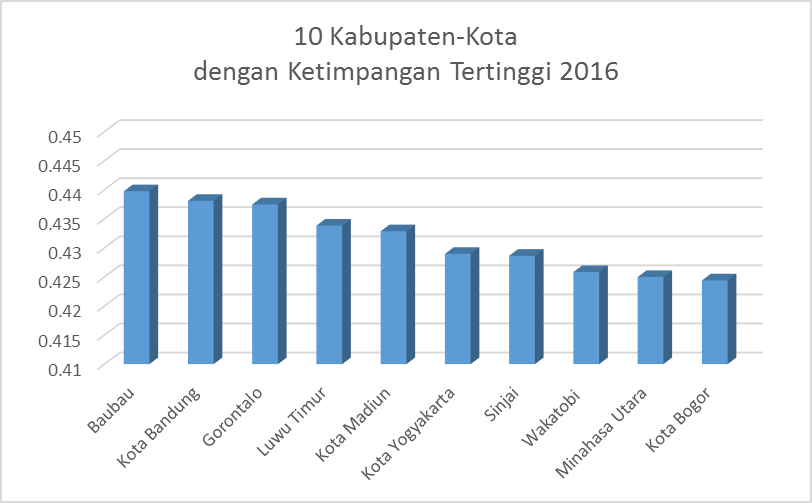 10 Kabupaten-Kota
dengan Ketimpangan Tertinggi 2016
0.45
0.445
0.44
0.435
0.43
0.425
0.42
0.415
0.41
Baubau
Kota Bandung
Gorontalo
Luwu Timur
Kota Madiun
Kota Yogyakarta
Sinjai
Wakatobi
Minahasa Utara
Kota Bogor